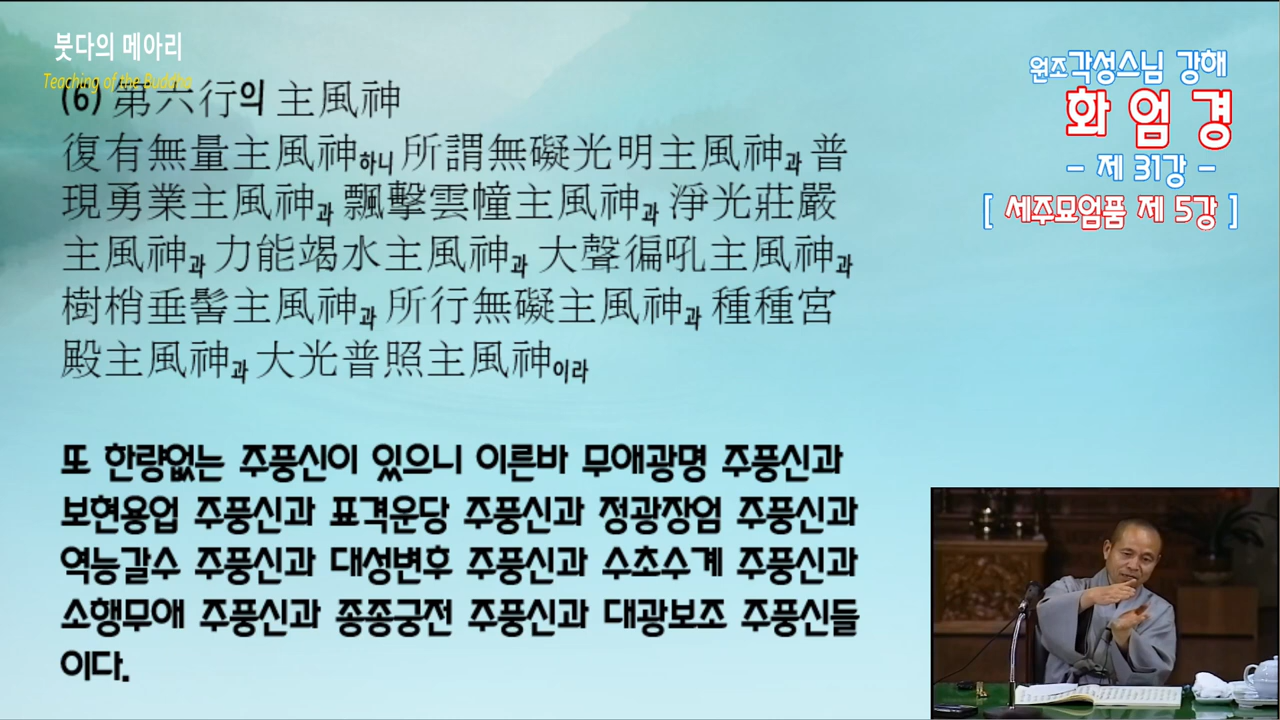 붓다의 메아리
Teaching of the Buddha
원조각성스님 강해
화엄경
- 제 31강 -
[ 세주묘엄품 제 5강 ]
(6) 第六行의 主風神
復有無量主風神하니 所謂無礙光明主風神과 普
現勇業主風神과 飄擊雲幢主風神과 淨光莊嚴
主風神과 力能竭水主風神과 大聲徧吼主風神과
樹梢垂髻主風神과 所行無礙主風神과 種種宮
殿主風神과 大光普照主風神이라
또 한량없는 주풍신이 있으니 이른바 무애광명 주풍신과
보현용업 주풍신과 표격운당 주풍신과 정광장엄 주풍신과
역능갈수 주풍신과 대성변후 주풍신과 수초수계 주풍신과
소행무애 주풍신과 종종궁전 주풍신과 대광보조 주풍신들
이다.